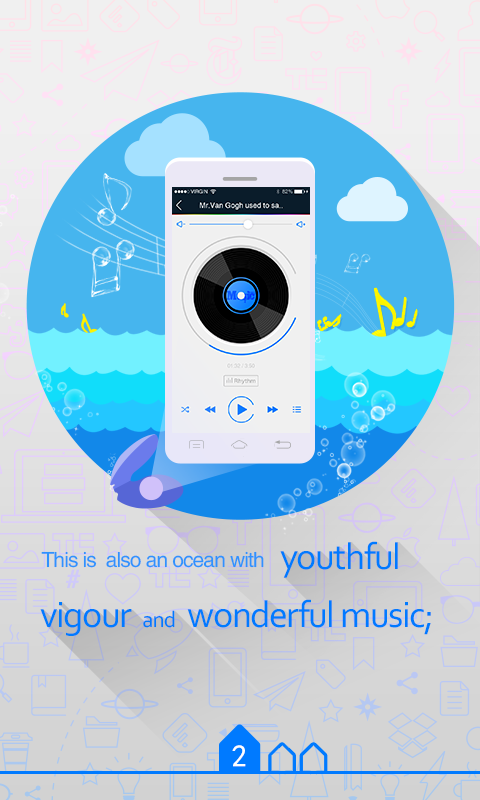 VIRGIN 82%
Mr.Van Gogh used to sa..
Music
Rhythm
This is also an ocean with youthful
vigour and wonderful music;
2